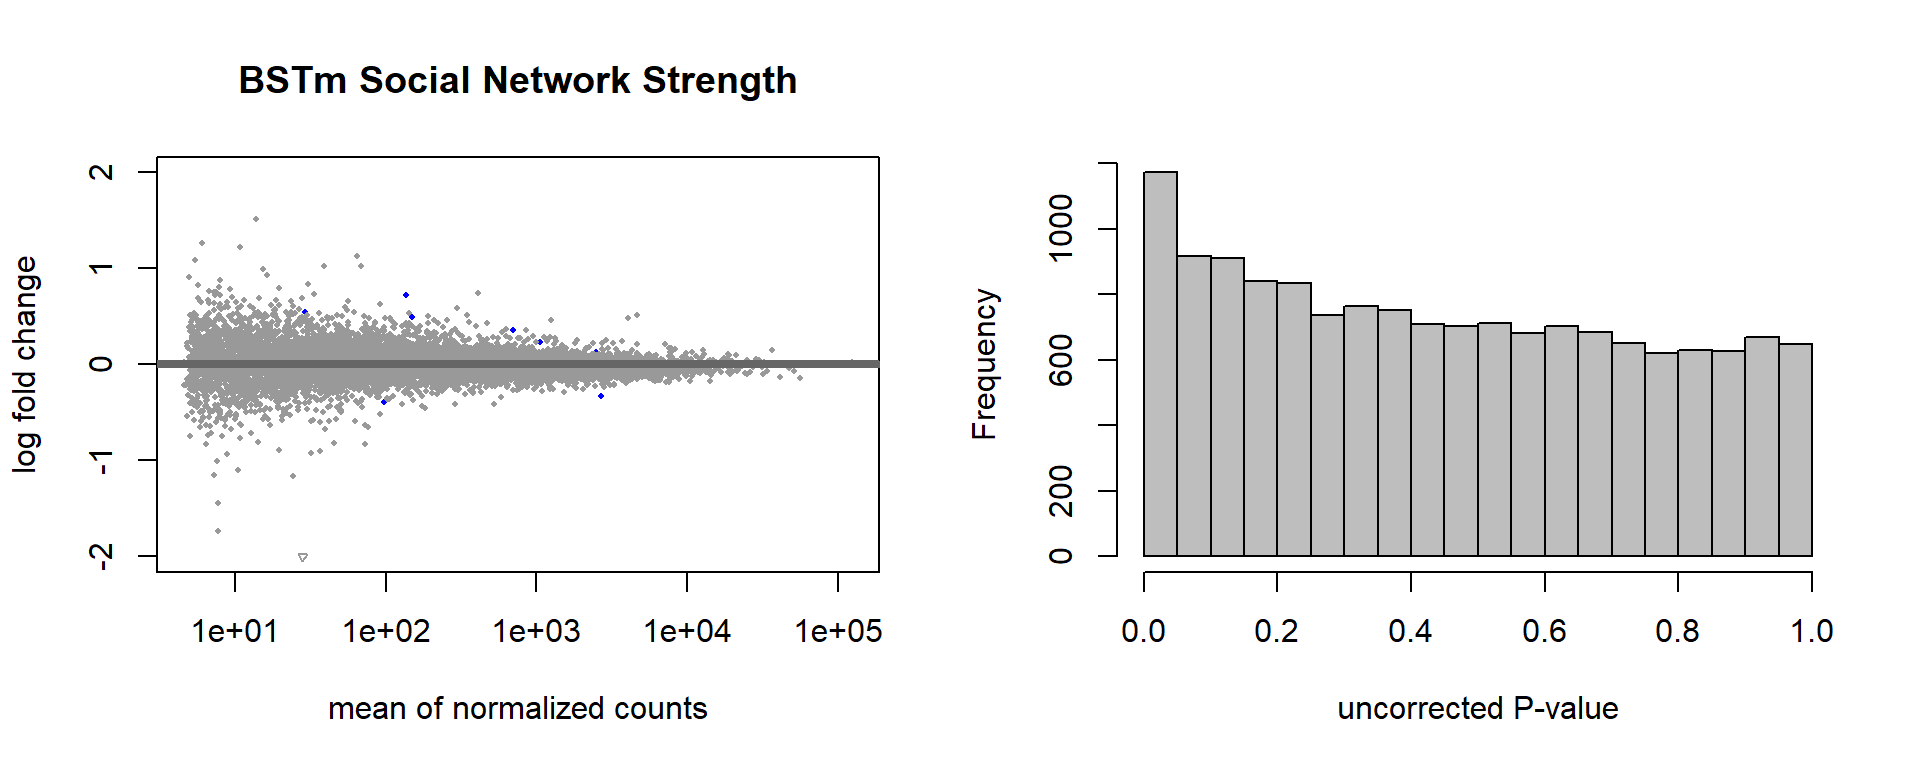 BSTm Social Network Strength
log fold change
2
1
0
-1
-2
1e+01 1e+02 1e+03 1e+04 1e+05
mean of normalized counts
Frequency
1000
600
200
0
0.0 0.2 0.4 0.6 0.8 1.0
uncorrected P-value